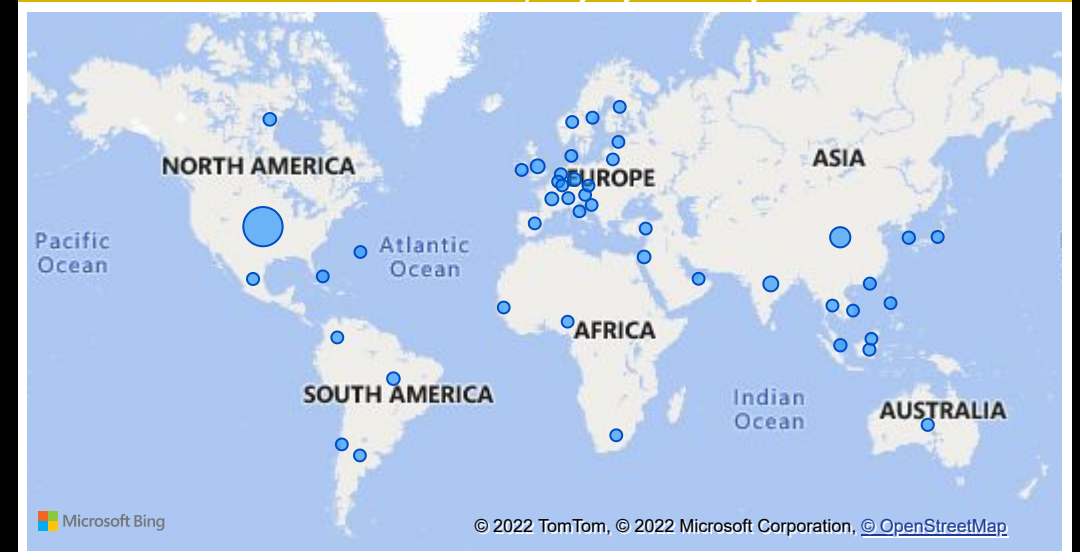 NORTH AMERICA
EUROPE
ASIA
Pacific
Ocean
Atlantic
Ocean
AFRICA
SOUTH AMERICA
Indian
Ocean
AUSTRALIA
Microsoft Bing
© 2022 TomTom, © 2022 Microsoft Corporation, © OpenStreetMap